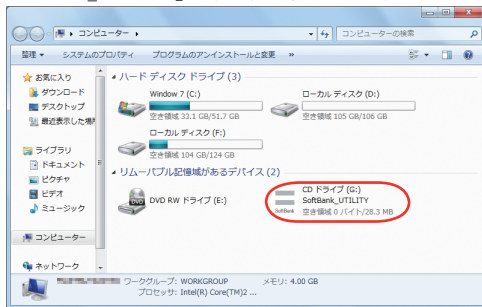 コンピューター
コンピューターの検索
整理
システムのプロパティ
プログラムのアンインストールと変更
»
お気に入り
ダウンロード
デスクトップ
最近表示した場所
ライブラリ
ドキュメント
ピクチャ
ビデオ
ミュージック
コンピューター
ネットワーク
ハード ディスク ドライブ (3)
Window 7 (C:)
空き領域 33.1 GB/51.7 GB
ローカル ディスク (D:)
空き領域 105 GB/106 GB
ローカル ディスク (F:)
空き領域 104 GB/124 GB
リムーバブル記憶域があるデバイス (2)
DVD
DVD RW ドライブ (E:)
CD ドライブ (G:)
SoftBank_UTILITY
SoftBank
空き領域 0 バイト/28.3 MB
ワークグループ: WORKGROUP
メモリ: 4.00 GB
プロセッサ: Intel(R) Core(TM)2 ...